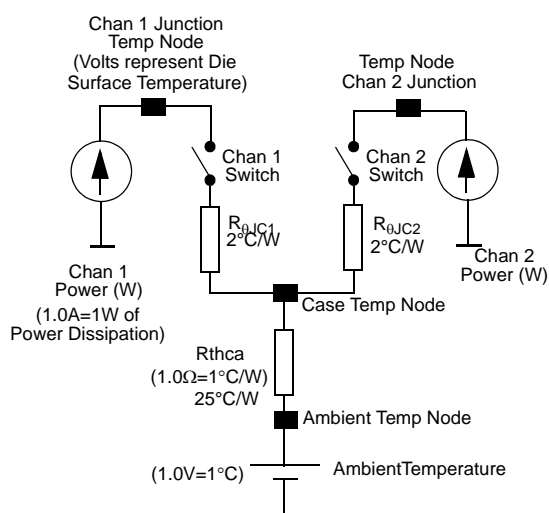 Chan 1 Junction
Temp Node
(Volts represent Die
Surface Temperature)
Temp Node
Chan 2 Junction
Chan 1
Switch
Chan 2
Switch
RθJC1
2°C/W
RθJC2
2°C/W
Chan 1
Power (W)
(1.0A=1W of
Power Dissipation)
Chan 2
Power (W)
Case Temp Node
Rthca
(1.0Ω=1°C/W)
25°C/W
Ambient Temp Node
(1.0V=1°C)
AmbientTemperature